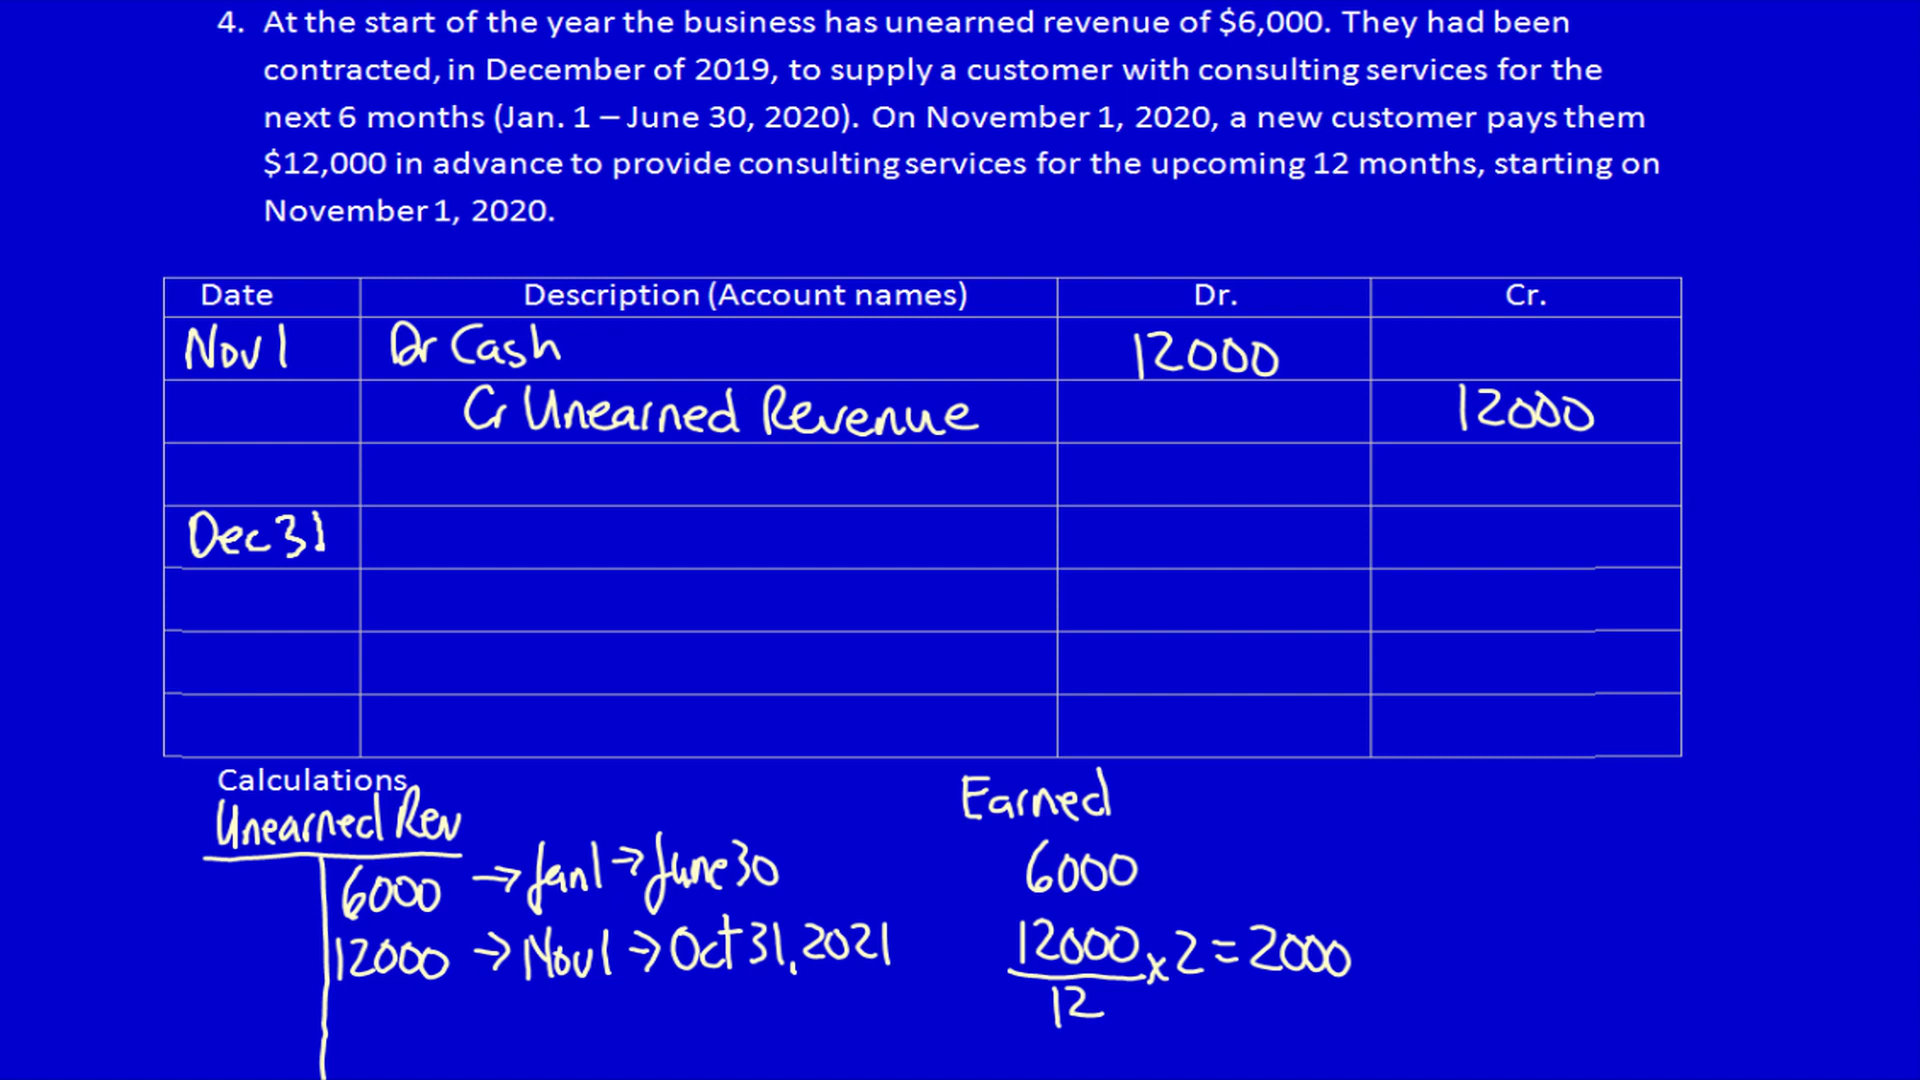 4. At the start of the year the business has unearned revenue of $6,000. They had been
contracted, in December of 2019, to supply a customer with consulting services for the
next 6 months (Jan. 1 – June 30, 2020). On November 1, 2020, a new customer pays them
$12,000 in advance to provide consulting services for the upcoming 12 months, starting on
November 1, 2020.
Date Description (Account names) Dr. Cr.
Nov 1 Dr Cash 12000
Cr Unearned Revenue 12000
Dec 31
Calculations
Unearned Rev
6000 → Jan 1 → June 30
12000 → Nov 1 → Oct 31, 2021
Earned
6000
12000 x 2 = 2000
12